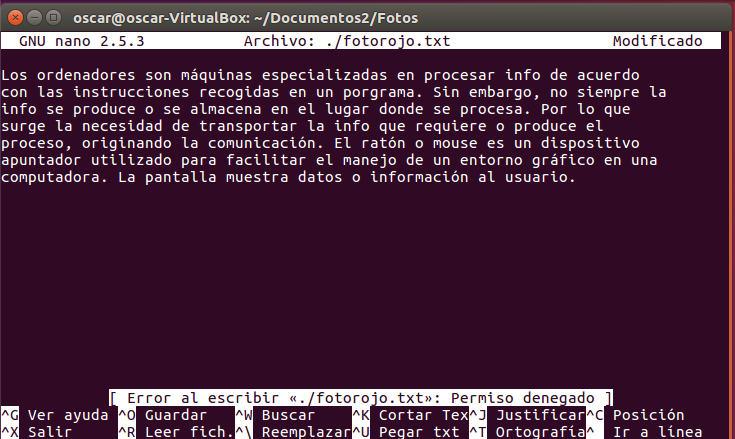 oscar@oscar-VirtualBox: ~/Documentos2/Fotos
GNU nano 2.5.3 Archivo: ./fotorojo.txt Modificado
Los ordenadores son máquinas especializadas en procesar info de acuerdo
con las instrucciones recogidas en un porgrama. Sin embargo, no siempre la
info se produce o se almacena en el lugar donde se procesa. Por lo que
surge la necesidad de transportar la info que requiere o produce el
proceso, originando la comunicación. El ratón o mouse es un dispositivo
apuntador utilizado para facilitar el manejo de un entorno gráfico en una
computadora. La pantalla muestra datos o información al usuario.
[ Error al escribir «./fotorojo.txt»: Permiso denegado ]
^G Ver ayuda ^O Guardar ^W Buscar ^K Cortar Tex^J Justificar^C Posición
^X Salir ^R Leer fich.^\ Reemplazar^U Pegar txt ^T Ortografía^ Ir a línea